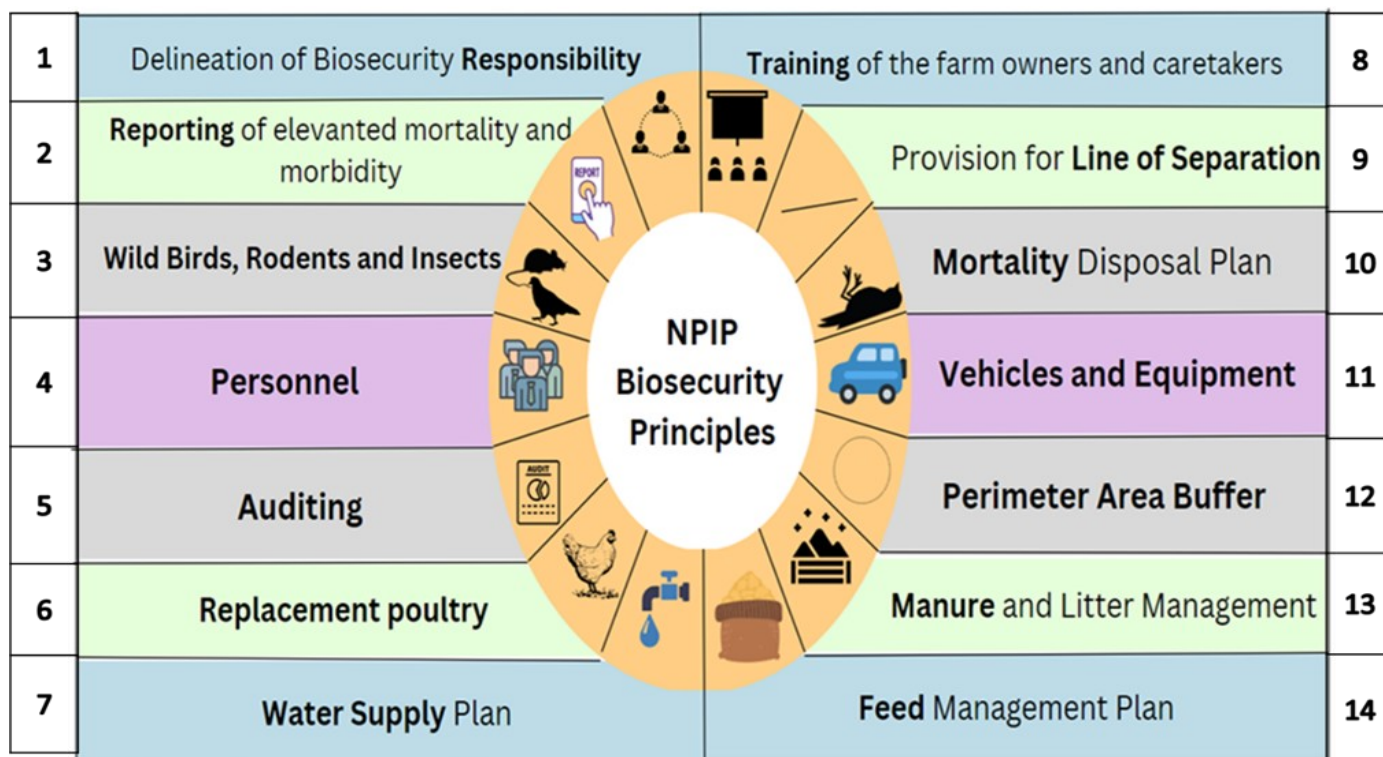 1
Delineation of Biosecurity Responsibility
Training of the farm owners and caretakers
8
2
Reporting of elevanted mortality and
morbidity
REPORT
Provision for Line of Separation
9
3
Wild Birds, Rodents and Insects
Mortality Disposal Plan
10
NPIP
Biosecurity
Principles
4
Personnel
Vehicles and Equipment
11
5
Auditing
AUDIT
Perimeter Area Buffer
12
6
Replacement poultry
Manure and Litter Management
13
7
Water Supply Plan
Feed Management Plan
14